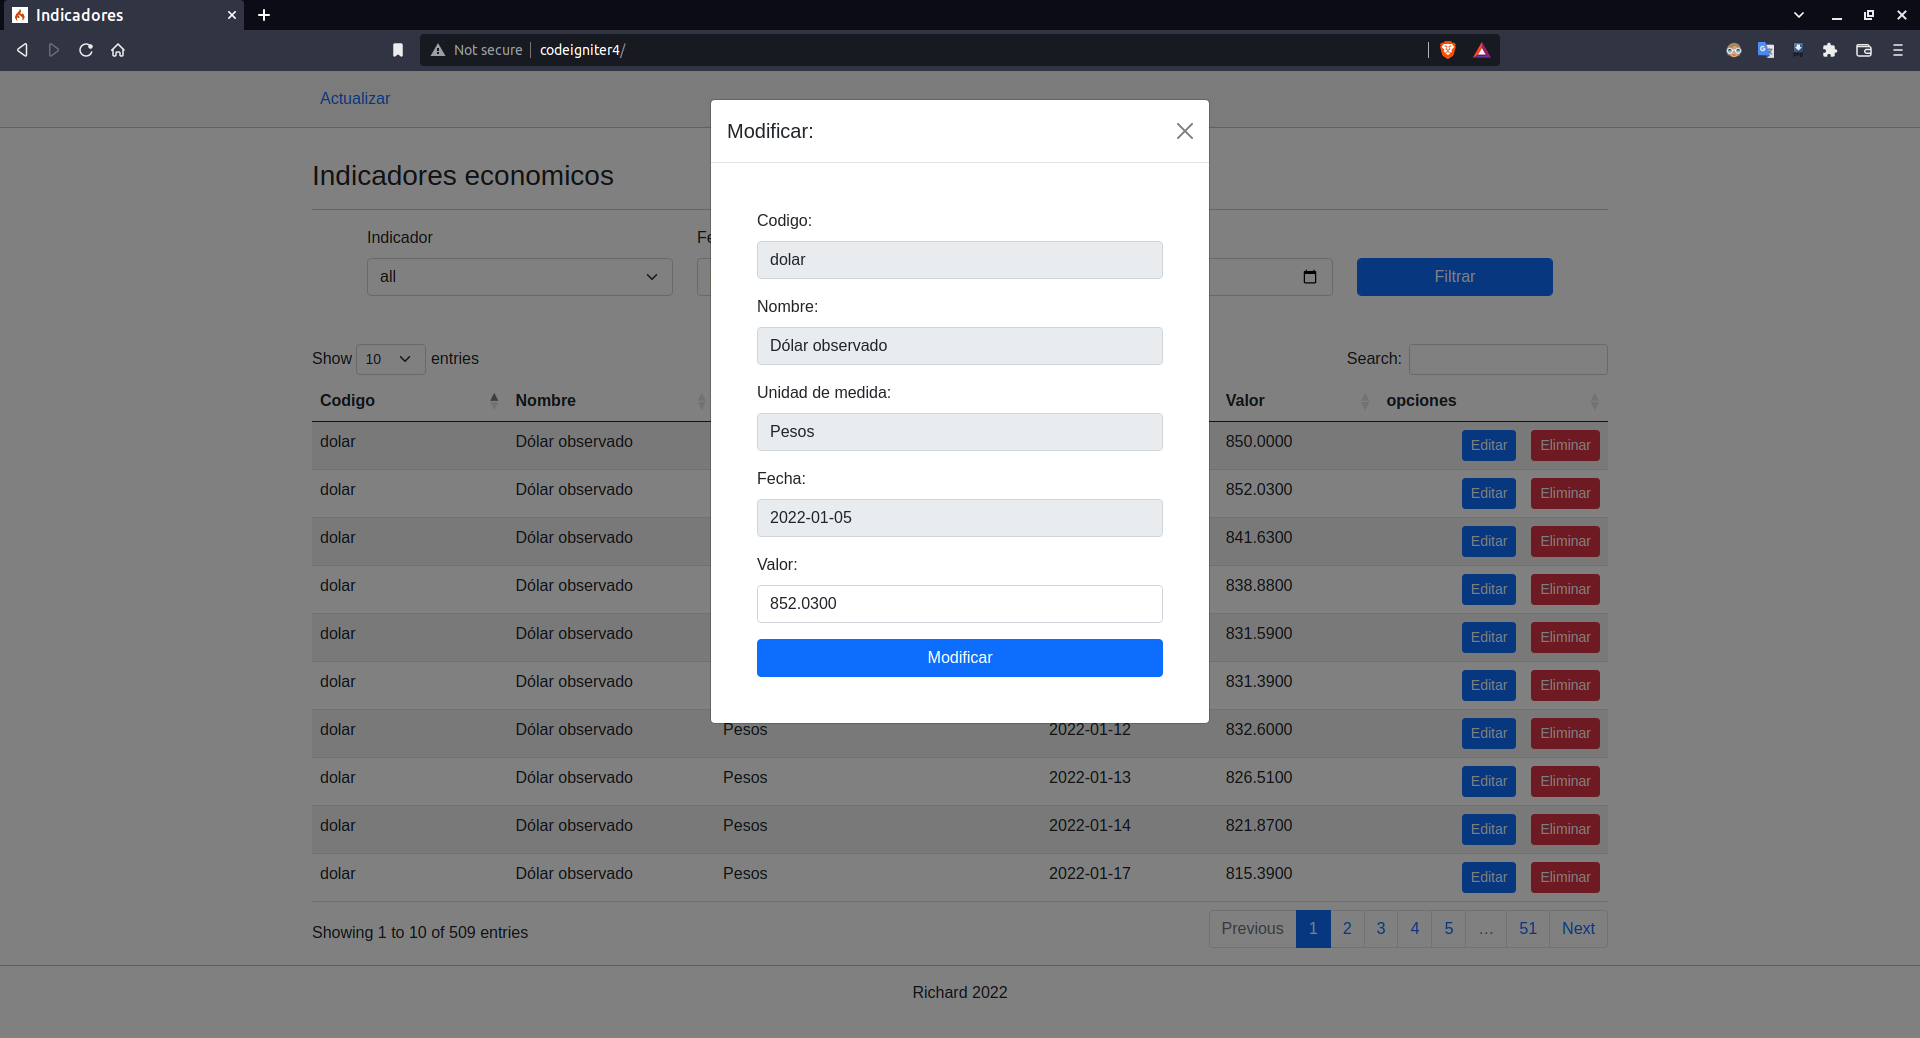 Indicadores
Not secure codeigniter4/
Actualizar
Modificar:
Indicadores economicos
Indicador
Fe
all
Filtrar
Codigo:
dolar
Nombre:
Dólar observado
Unidad de medida:
Pesos
Fecha:
2022-01-05
Valor:
852.0300
Modificar
Show 10 entries
Search:
Codigo Nombre Valor opciones
dolar Dólar observado 850.0000 Editar Eliminar
dolar Dólar observado 852.0300 Editar Eliminar
dolar Dólar observado 841.6300 Editar Eliminar
dolar Dólar observado 838.8800 Editar Eliminar
dolar Dólar observado 831.5900 Editar Eliminar
dolar Dólar observado 831.3900 Editar Eliminar
dolar Dólar observado Pesos 2022-01-12 832.6000 Editar Eliminar
dolar Dólar observado Pesos 2022-01-13 826.5100 Editar Eliminar
dolar Dólar observado Pesos 2022-01-14 821.8700 Editar Eliminar
dolar Dólar observado Pesos 2022-01-17 815.3900 Editar Eliminar
Showing 1 to 10 of 509 entries
Previous 1 2 3 4 5 … 51 Next
Richard 2022